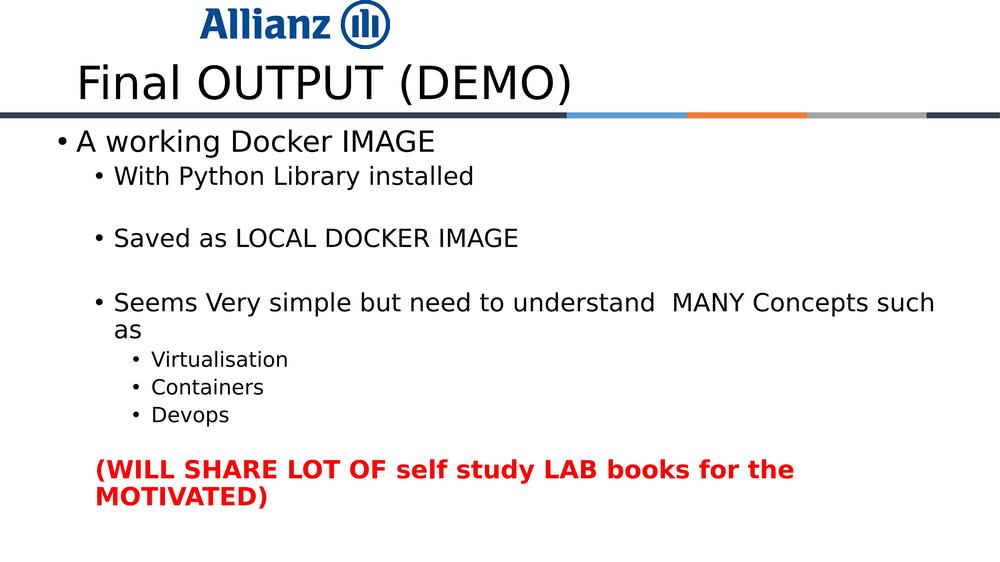 Allianz
Final OUTPUT (DEMO)
• A working Docker IMAGE
• With Python Library installed
• Saved as LOCAL DOCKER IMAGE
• Seems Very simple but need to understand  MANY Concepts such
as
• Virtualisation
• Containers
• Devops
(WILL SHARE LOT OF self study LAB books for the
MOTIVATED)